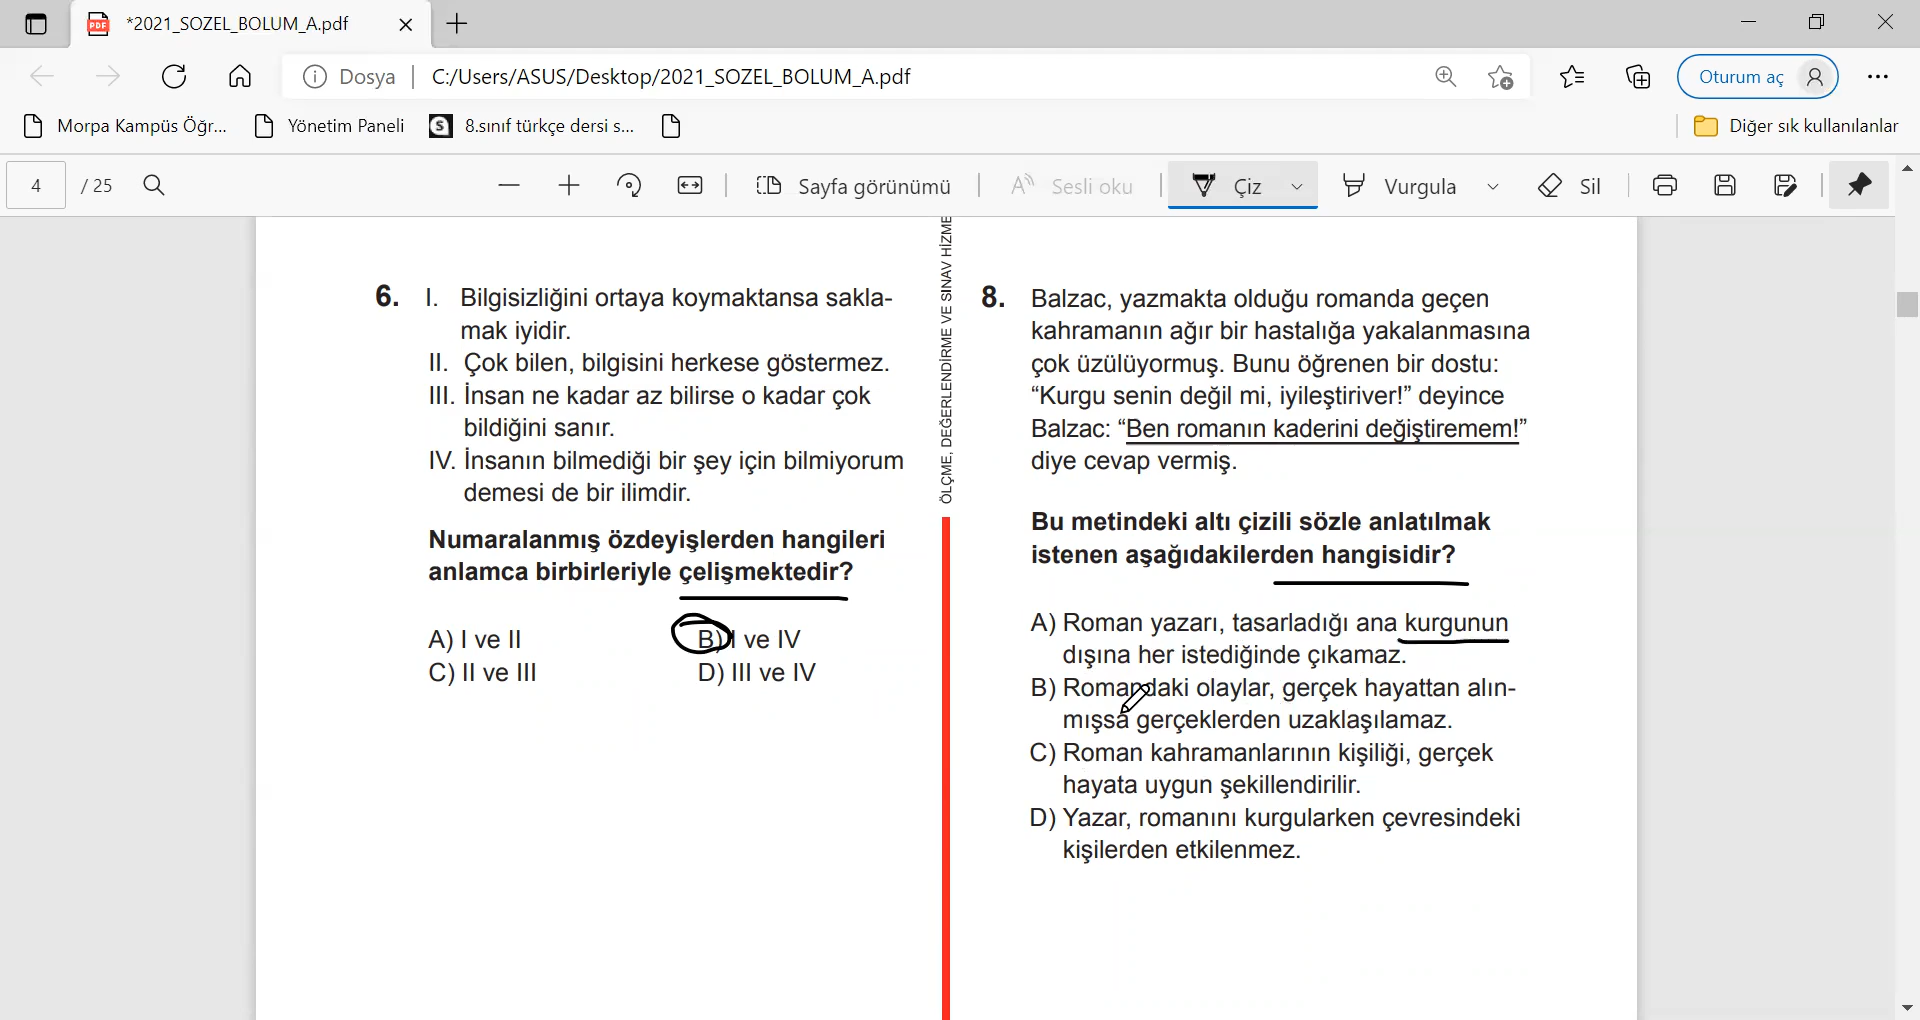 *2021_SOZEL_BOLUM_A.pdf
Dosya
C:/Users/ASUS/Desktop/2021_SOZEL_BOLUM_A.pdf
Oturum aç
Morpa Kampüs Öğr...
Yönetim Paneli
8.sınıf türkçe dersi s...
Diğer sık kullanılanlar
4
/ 25
Sayfa görünümü
Sesli oku
Çiz
Vurgula
Sil
6. I. Bilgisizliğini ortaya koymaktansa sakla-
mak iyidir.
II. Çok bilen, bilgisini herkese göstermez.
III. İnsan ne kadar az bilirse o kadar çok
bildiğini sanır.
IV. İnsanın bilmediği bir şey için bilmiyorum
demesi de bir ilimdir.
Numaralanmış özdeyişlerden hangileri
anlamca birbirleriyle çelişmektedir?
A) I ve II
B) I ve IV
C) II ve III
D) III ve IV
ÖLÇME, DEĞERLENDİRME VE SINAV HİZME
8. Balzac, yazmakta olduğu romanda geçen
kahramanın ağır bir hastalığa yakalanmasına
çok üzülüyormuş. Bunu öğrenen bir dostu:
“Kurgu senin değil mi, iyileştiriver!” deyince
Balzac: “Ben romanın kaderini değiştiremem!”
diye cevap vermiş.
Bu metindeki altı çizili sözle anlatılmak
istenen aşağıdakilerden hangisidir?
A) Roman yazarı, tasarladığı ana kurgunun
dışına her istediğinde çıkamaz.
B) Romandaki olaylar, gerçek hayattan alın-
mışsa gerçeklerden uzaklaşılamaz.
C) Roman kahramanlarının kişiliği, gerçek
hayata uygun şekillendirilir.
D) Yazar, romanını kurgularken çevresindeki
kişilerden etkilenmez.